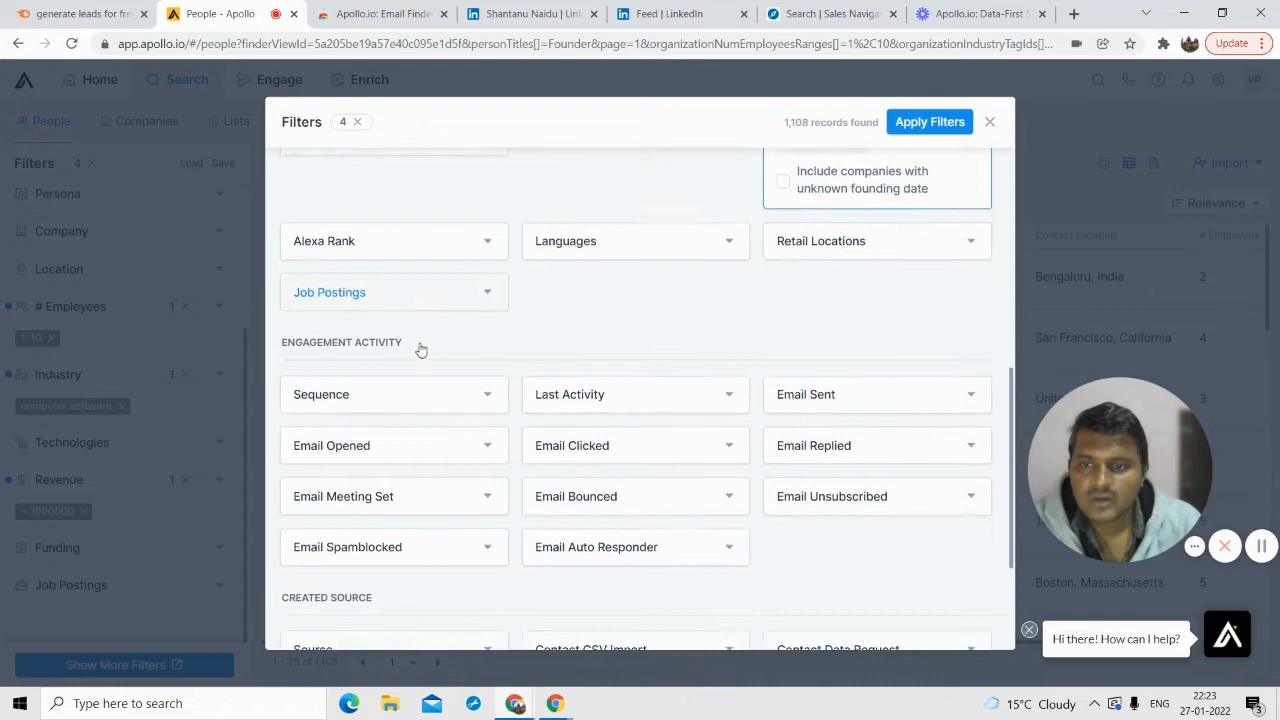 generate leads for free
People - Apollo
Apollo.io: Email Finde
Shantanu Naidu | Link
Feed | LinkedIn
Search | Sales Navigat
Apollo.io: Data-First S
app.apollo.io/#/people?finderViewId=5a205be19a57e40c095e1d5f&personTitles[]=Founder&page=1&organizationNumEmployeesRanges[]=1%2C10&organizationIndustryTagIds[]...
Update
Home
Search
Engage
Enrich
VP
People
Companies
Lists
Filters 4
Load
Save
Import
Relevance
Persona
Company
Location
# Employees
1
1-10
Industry
1
computer software
Technologies
Revenue
1
< 1000000
Funding
Job Postings
Show More Filters
Filters
4
1,108 records found
Apply Filters
Include companies with
unknown founding date
Alexa Rank
Languages
Retail Locations
Job Postings
ENGAGEMENT ACTIVITY
Sequence
Last Activity
Email Sent
Email Opened
Email Clicked
Email Replied
Email Meeting Set
Email Bounced
Email Unsubscribed
Email Spamblocked
Email Auto Responder
CREATED SOURCE
Source
Contact CSV Import
Contact Data Request
Contact Location
# Employees
Bengaluru, India
2
San Francisco, California
4
3
Boston, Massachusetts
5
1 - 25 of 1,108
1
Hi there! How can I help?
Type here to search
15°C Cloudy
ENG
22:23
27-01-2022
3